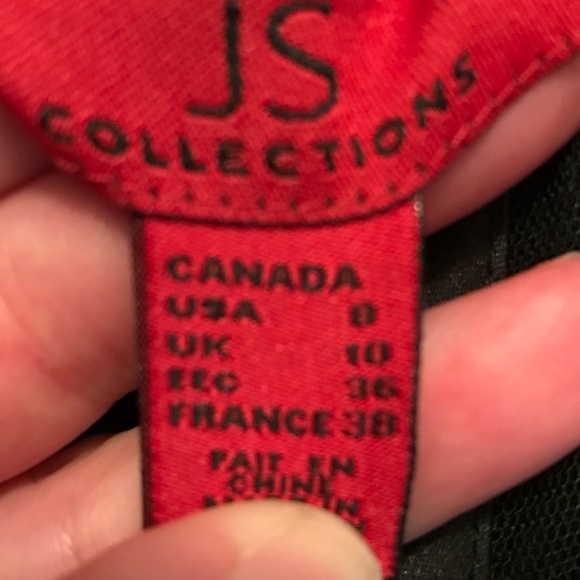 JS
COLLECTIONS
CANADA
USA 8
UK 10
EEC 36
FRANCE 38
FAIT EN
CHINE